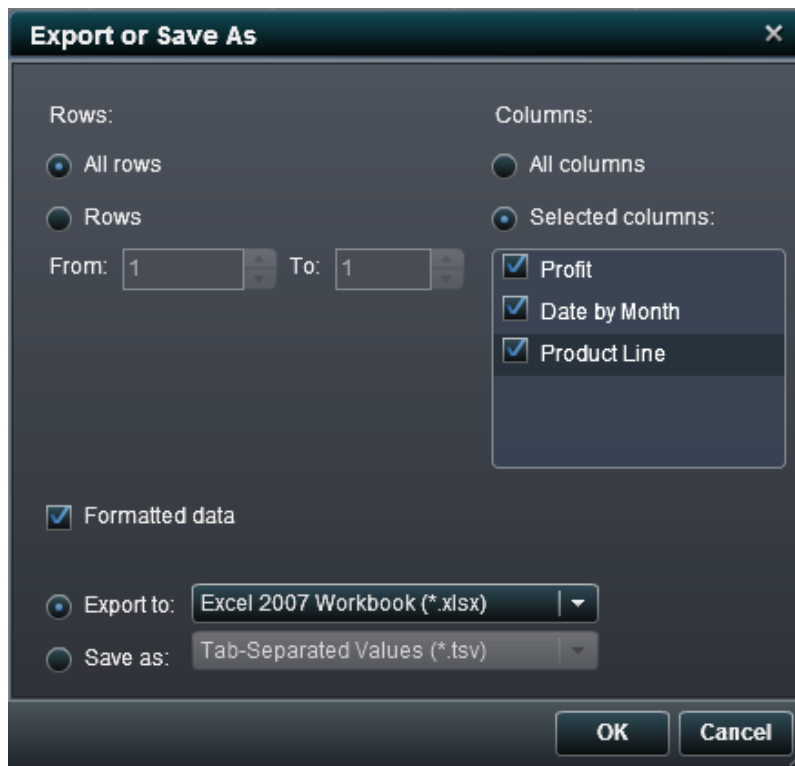 Export or Save As
Rows:
All rows
Rows
From: 1 To: 1
Columns:
All columns
Selected columns:
Profit
Date by Month
Product Line
Formatted data
Export to: Excel 2007 Workbook (*.xlsx)
Save as: Tab-Separated Values (*.tsv)
OK Cancel